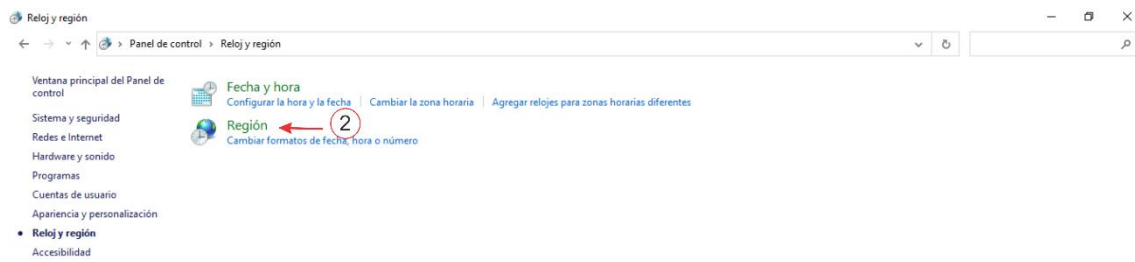 Reloj y región
Panel de control > Reloj y región
Ventana principal del Panel de
control
Sistema y seguridad
Redes e Internet
Hardware y sonido
Programas
Cuentas de usuario
Apariencia y personalización
Reloj y región
Accesibilidad
Fecha y hora
Configurar la hora y la fecha | Cambiar la zona horaria | Agregar relojes para zonas horarias diferentes
Región 2
Cambiar formatos de fecha, hora o número